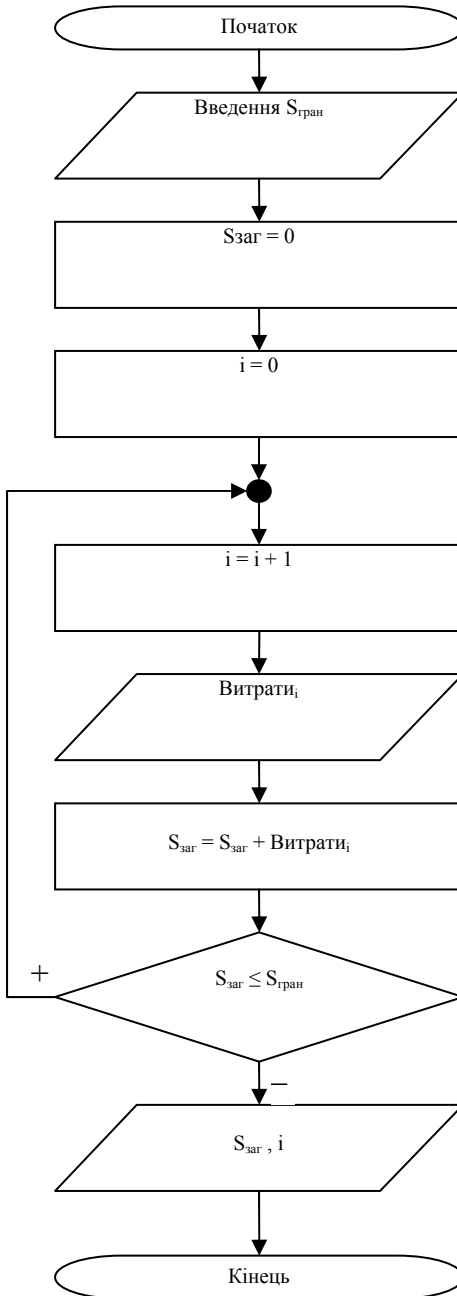 Початок
Введення Sгран
Sзаг = 0
i = 0
i = i + 1
Витратиi
Sзаг = Sзаг + Витратиi
Sзаг ≤ Sгран
+
–
Sзаг , i
Кінець